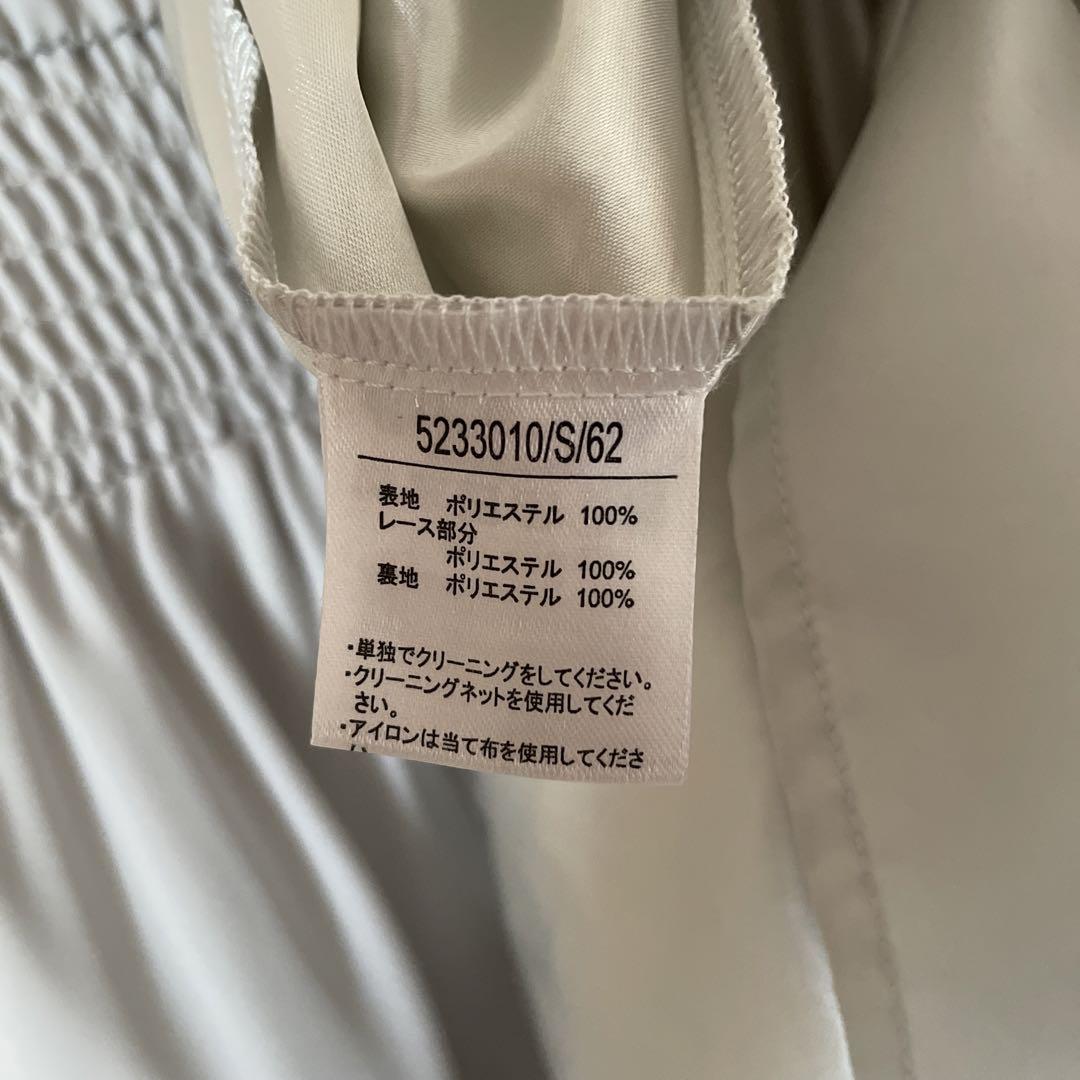 5233010/S/62
表地 ポリエステル 100%
レース部分
ポリエステル 100%
裏地 ポリエステル 100%
・単独でクリーニングをしてください。
・クリーニングネットを使用してくだ
さい。
・アイロンは当て布を使用してくださ